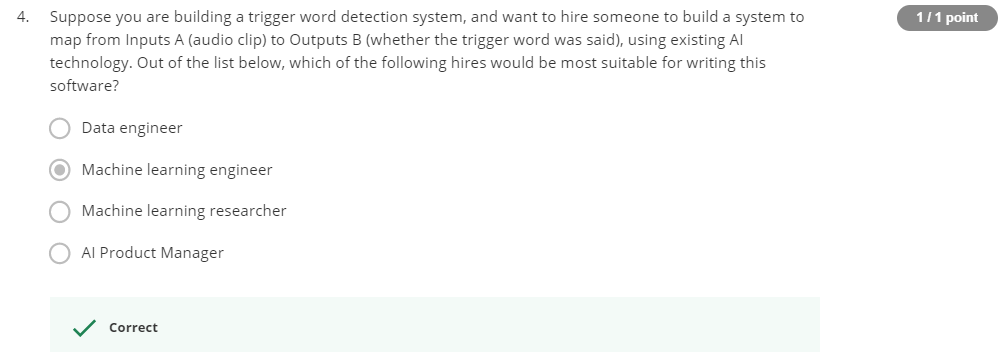 4. Suppose you are building a trigger word detection system, and want to hire someone to build a system to
1 / 1 point
map from Inputs A (audio clip) to Outputs B (whether the trigger word was said), using existing AI
technology. Out of the list below, which of the following hires would be most suitable for writing this
software?
Data engineer
Machine learning engineer
Machine learning researcher
AI Product Manager
Correct